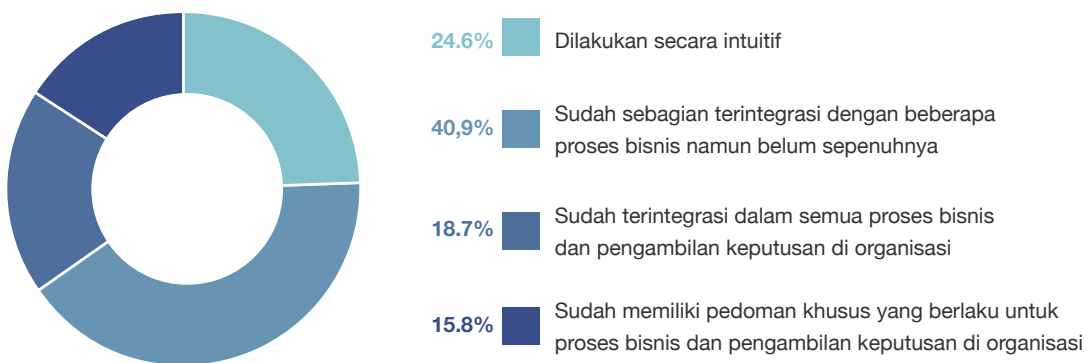 24.6% Dilakukan secara intuitif
40,9% Sudah sebagian terintegrasi dengan beberapa
proses bisnis namun belum sepenuhnya
18.7% Sudah terintegrasi dalam semua proses bisnis
dan pengambilan keputusan di organisasi
15.8% Sudah memiliki pedoman khusus yang berlaku untuk
proses bisnis dan pengambilan keputusan di organisasi